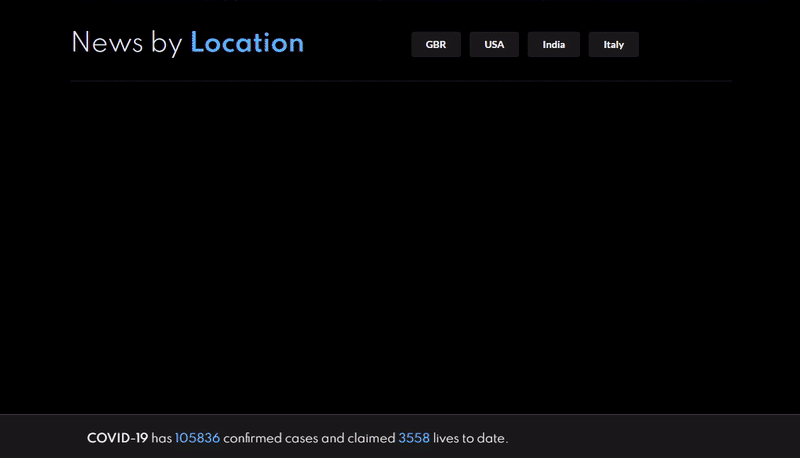 News by Location
GBR
USA
India
Italy
COVID-19 has 105836 confirmed cases and claimed 3558 lives to date.